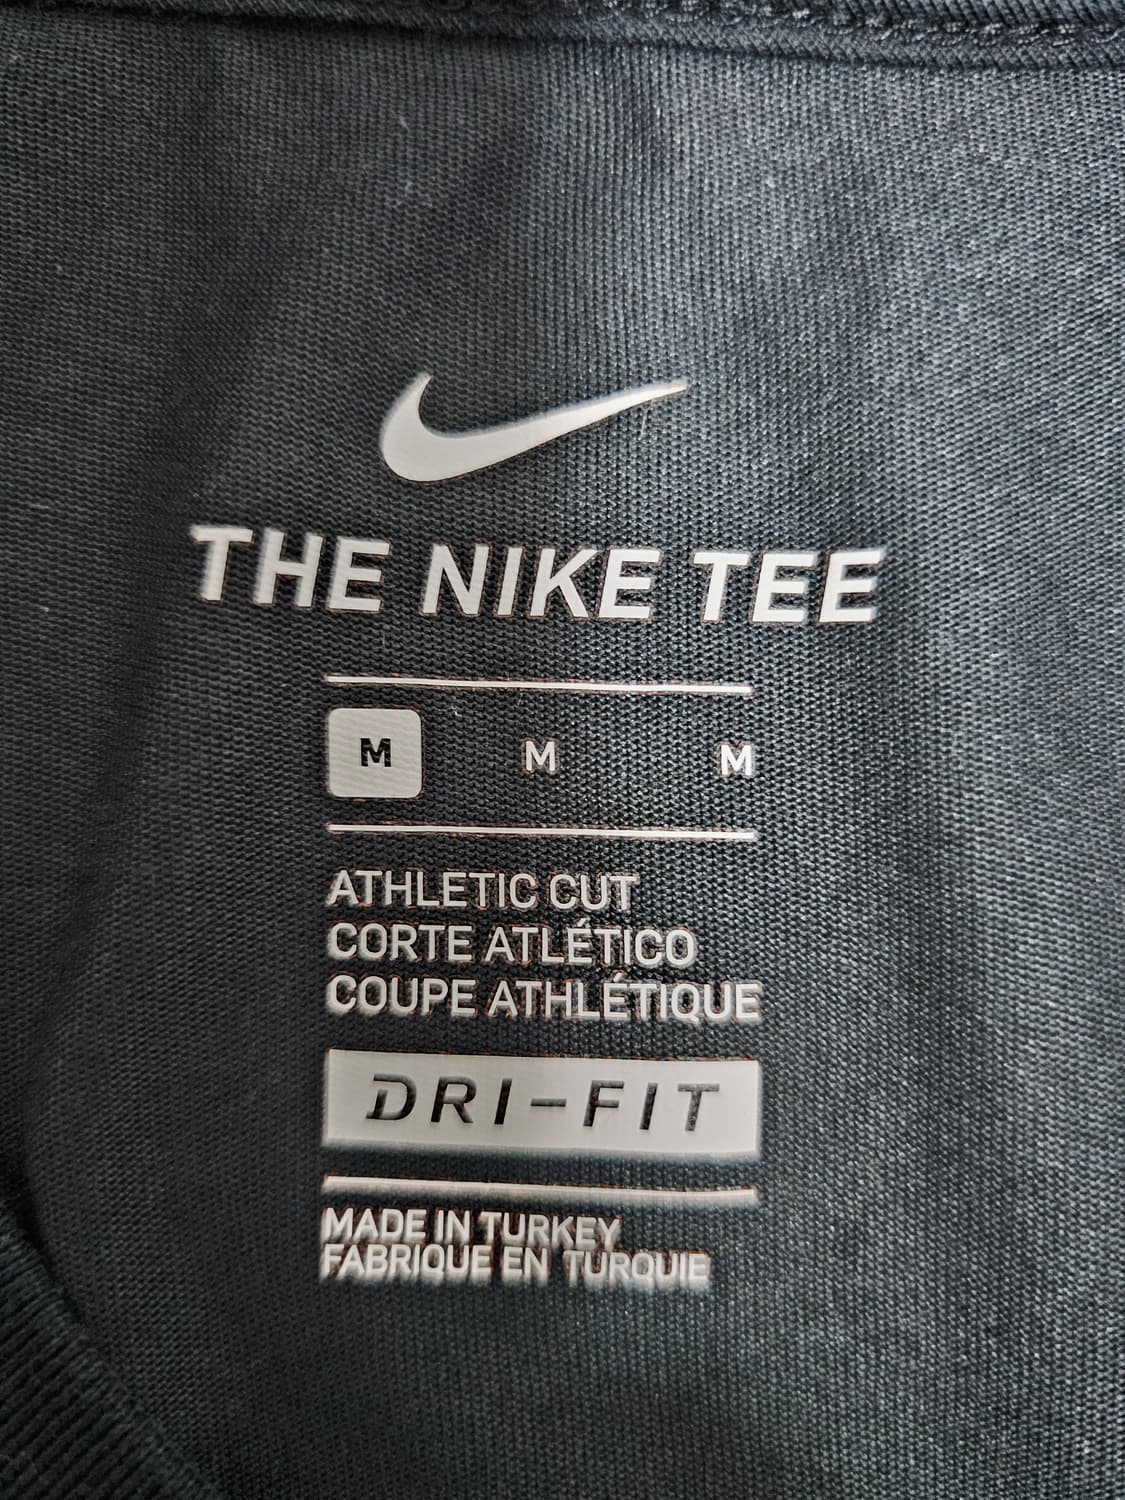 THE NIKE TEE
M M M
ATHLETIC CUT
CORTE ATLÉTICO
COUPE ATHLÉTIQUE
DRI-FIT
MADE IN TURKEY
FABRIQUE EN TURQUIE